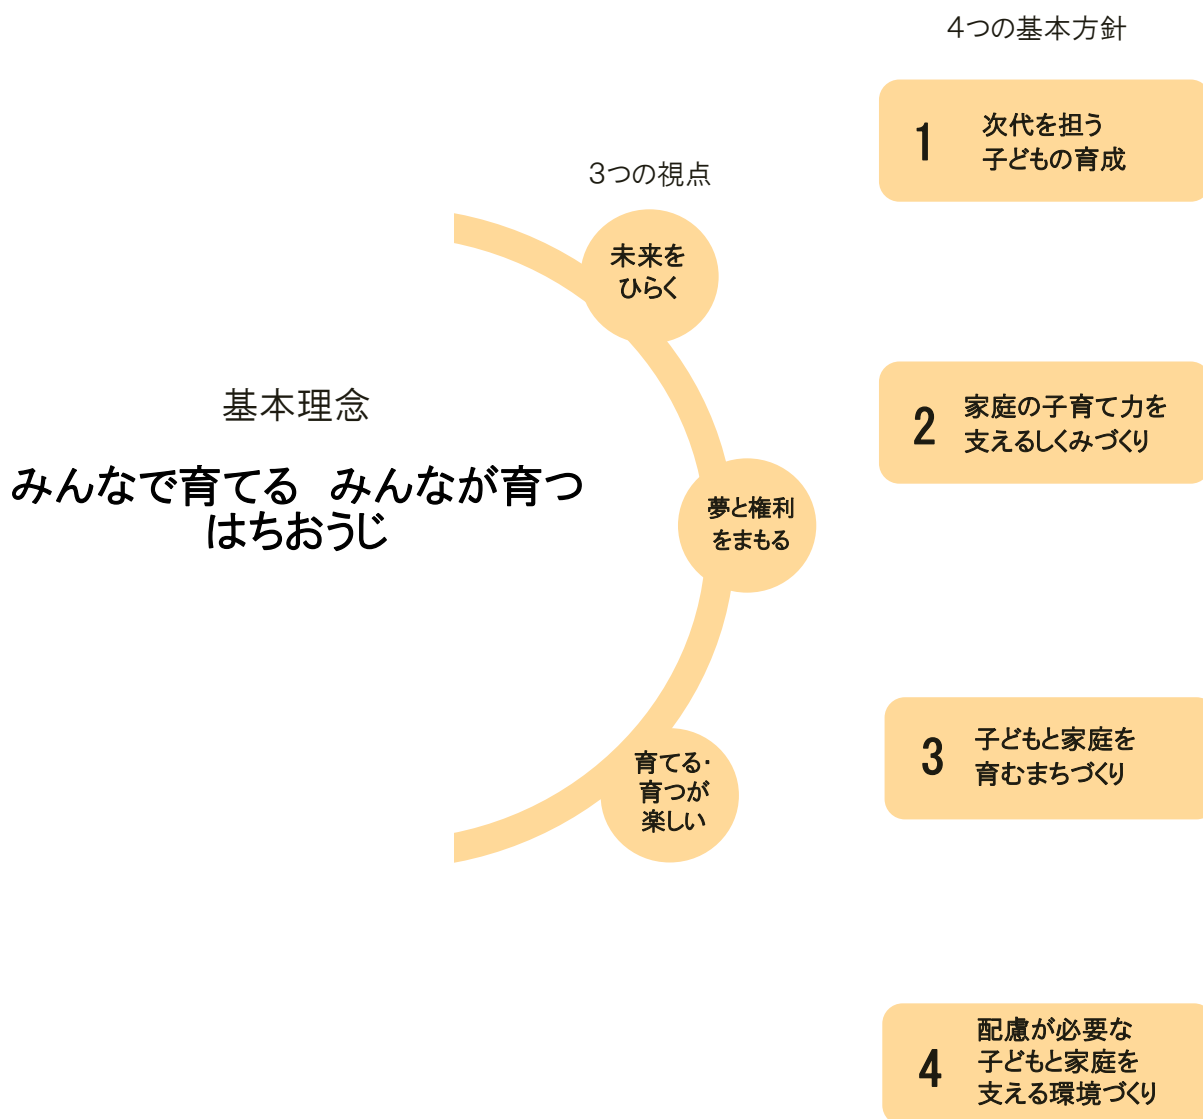 基本理念
みんなで育てる　みんなが育つ
はちおうじ
3つの視点
未来を
ひらく
夢と権利
をまもる
育てる・
育つが
楽しい
4つの基本方針
1
次代を担う
子どもの育成
2
家庭の子育て力を
支えるしくみづくり
3
子どもと家庭を
育むまちづくり
4
配慮が必要な
子どもと家庭を
支える環境づくり